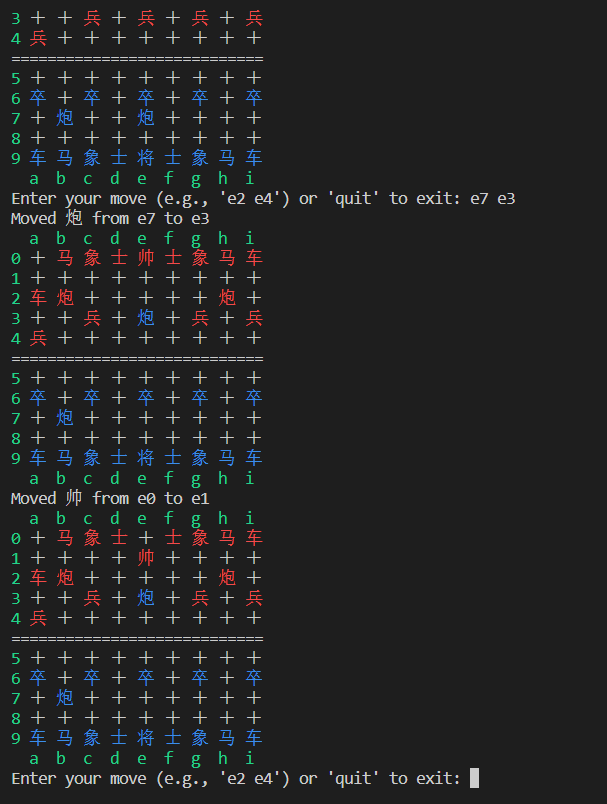 3 + + 兵 + 兵 + 兵 + 兵
4 兵 + + + + + + + +
============================
5 + + + + + + + + +
6 卒 + 卒 + 卒 + 卒 + 卒
7 + 炮 + + 炮 + + + +
8 + + + + + + + + +
9 车 马 象 士 将 士 象 马 车
a b c d e f g h i
Enter your move (e.g., 'e2 e4') or 'quit' to exit: e7 e3
Moved 炮 from e7 to e3
a b c d e f g h i
0 + 马 象 士 帅 士 象 马 车
1 + + + + + + + + +
2 车 炮 + + + + + 炮 +
3 + + 兵 + 炮 + 兵 + 兵
4 兵 + + + + + + + +
============================
5 + + + + + + + + +
6 卒 + 卒 + 卒 + 卒 + 卒
7 + 炮 + + + + + + +
8 + + + + + + + + +
9 车 马 象 士 将 士 象 马 车
a b c d e f g h i
Moved 帅 from e0 to e1
a b c d e f g h i
0 + 马 象 士 + 士 象 马 车
1 + + + + 帅 + + + +
2 车 炮 + + + + + 炮 +
3 + + 兵 + 炮 + 兵 + 兵
4 兵 + + + + + + + +
============================
5 + + + + + + + + +
6 卒 + 卒 + 卒 + 卒 + 卒
7 + 炮 + + + + + + +
8 + + + + + + + + +
9 车 马 象 士 将 士 象 马 车
a b c d e f g h i
Enter your move (e.g., 'e2 e4') or 'quit' to exit: